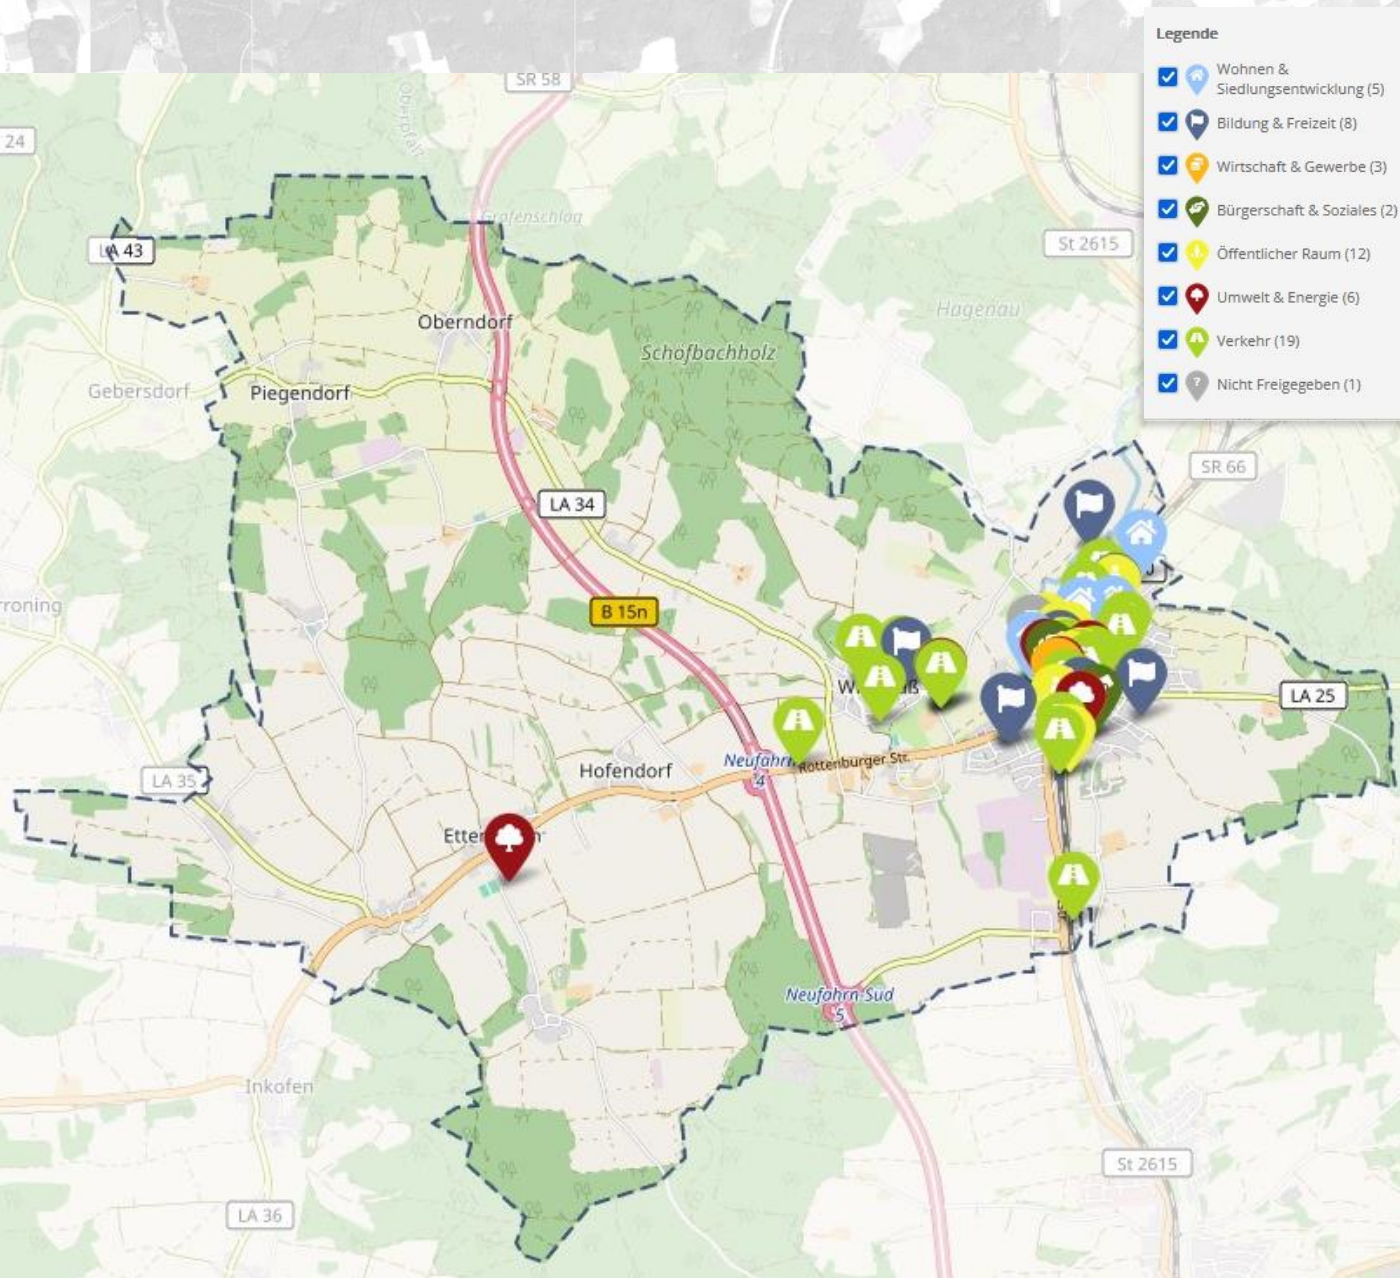 Legende
Wohnen &
Siedlungsentwicklung (5)
Bildung & Freizeit (8)
Wirtschaft & Gewerbe (3)
Bürgerschaft & Soziales (2)
Öffentlicher Raum (12)
Umwelt & Energie (6)
Verkehr (19)
Nicht Freigegeben (1)
SR 58
24
Grafenschlag
LA 43
St 2615
Hagenau
Oberndorf
Schöfbachholz
Gebersdorf
Piegendorf
SR 66
LA 34
B 15n
LA 25
Neufahrn
4
Rottenburger Str.
Hofendorf
LA 35
Neufahrn-Süd
5
Inkofen
St 2615
LA 36